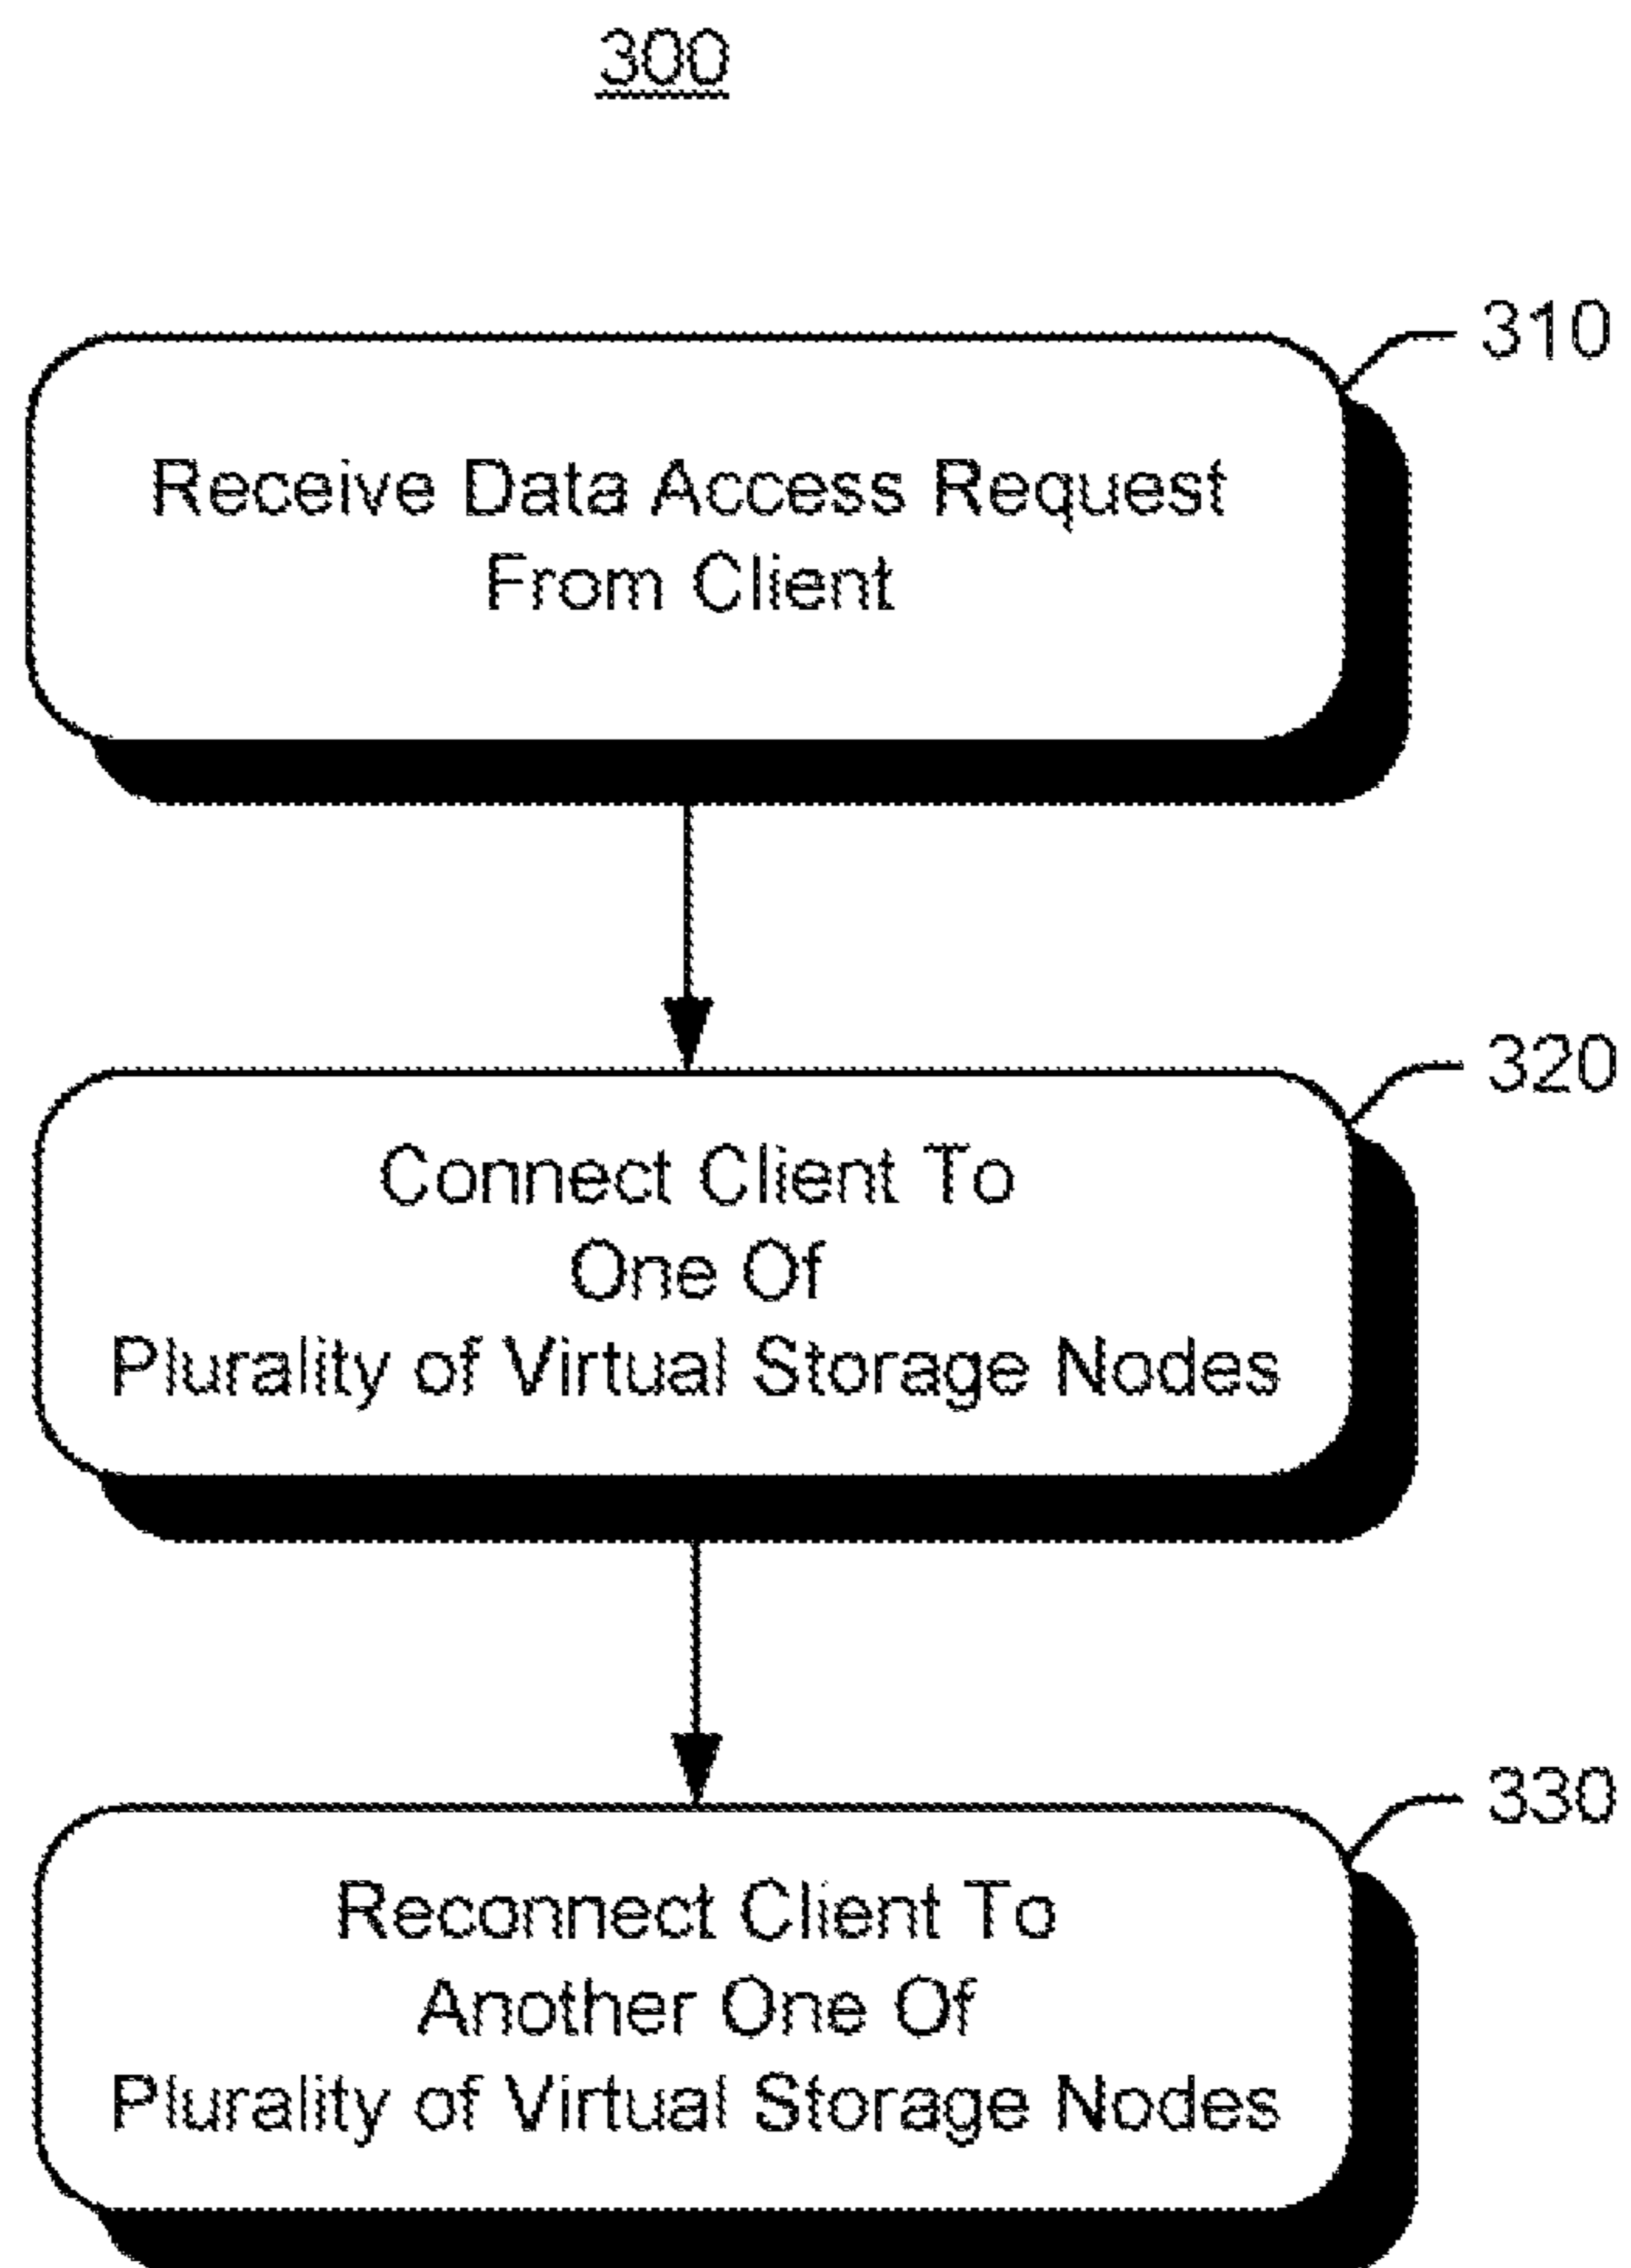 300
310
Receive Data Access Request
From Client
320
Connect Client To
One Of
Plurality of Virtual Storage Nodes
330
Reconnect Client To
Another One Of
Plurality of Virtual Storage Nodes